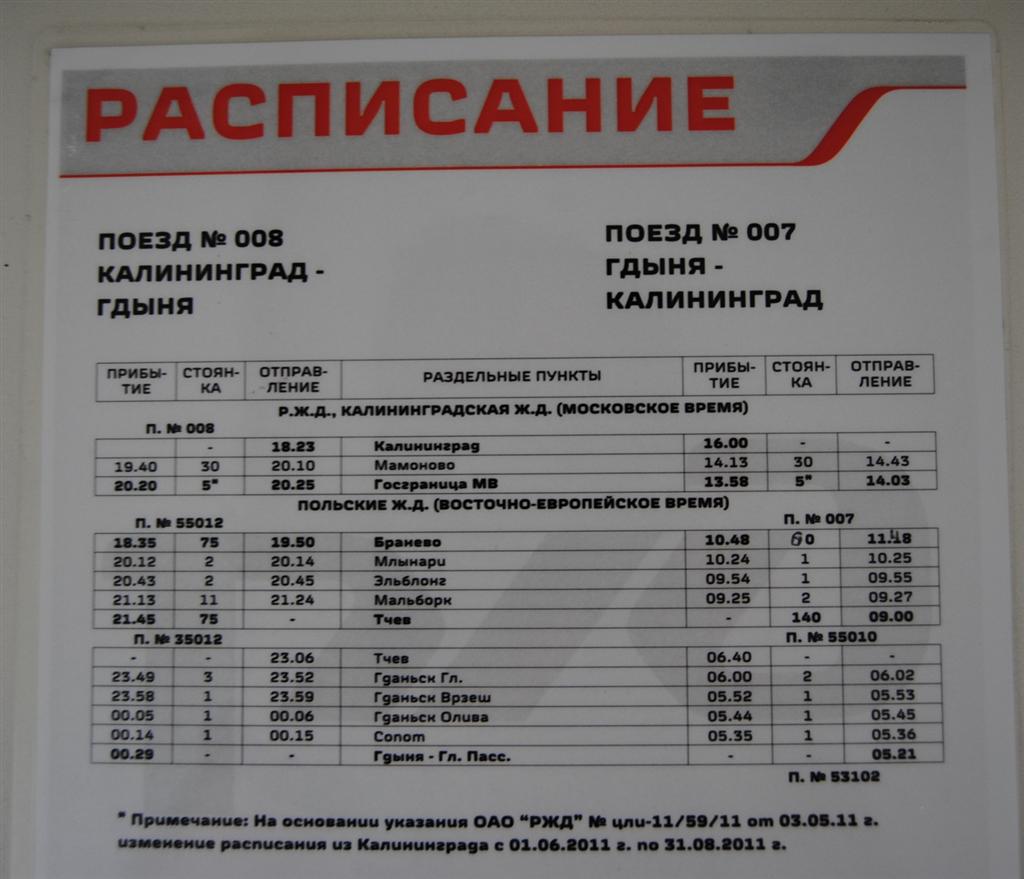 РАСПИСАНИЕ
ПОЕЗД № 008 ПОЕЗД № 007
КАЛИНИНГРАД - ГДЫНЯ -
ГДЫНЯ КАЛИНИНГРАД
ПРИБЫ- СТОЯН- ОТПРАВ- РАЗДЕЛЬНЫЕ ПУНКТЫ ПРИБЫ- СТОЯН- ОТПРАВ-
ТИЕ КА ЛЕНИЕ ТИЕ КА ЛЕНИЕ
Р.Ж.Д., КАЛИНИНГРАДСКАЯ Ж.Д. (МОСКОВСКОЕ ВРЕМЯ)
П. № 008
- 18.23 Калининград 16.00 - -
19.40 30 20.10 Мамоново 14.13 30 14.43
20.20 5* 20.25 Госграница МВ 13.58 5* 14.03
ПОЛЬСКИЕ Ж.Д. (ВОСТОЧНО-ЕВРОПЕЙСКОЕ ВРЕМЯ)
П. № 55012 П. № 007
18.35 75 19.50 Бранево 10.48 60 11.48
20.12 2 20.14 Млынари 10.24 1 10.25
20.43 2 20.45 Эльблонг 09.54 1 09.55
21.13 11 21.24 Мальборк 09.25 2 09.27
21.45 75 - Тчев - 140 09.00
П. № 35012 П. № 55010
- - 23.06 Тчев 06.40 - -
23.49 3 23.52 Гданьск Гл. 06.00 2 06.02
23.58 1 23.59 Гданьск Врзеш 05.52 1 05.53
00.05 1 00.06 Гданьск Олива 05.44 1 05.45
00.14 1 00.15 Сопот 05.35 1 05.36
00.29 - - Гдыня - Гл. Пасс. - - 05.21
П. № 53102
* Примечание: На основании указания ОАО “РЖД” № цли-11/59/11 от 03.05.11 г.
изменение расписания из Калининграда с 01.06.2011 г. по 31.08.2011 г.